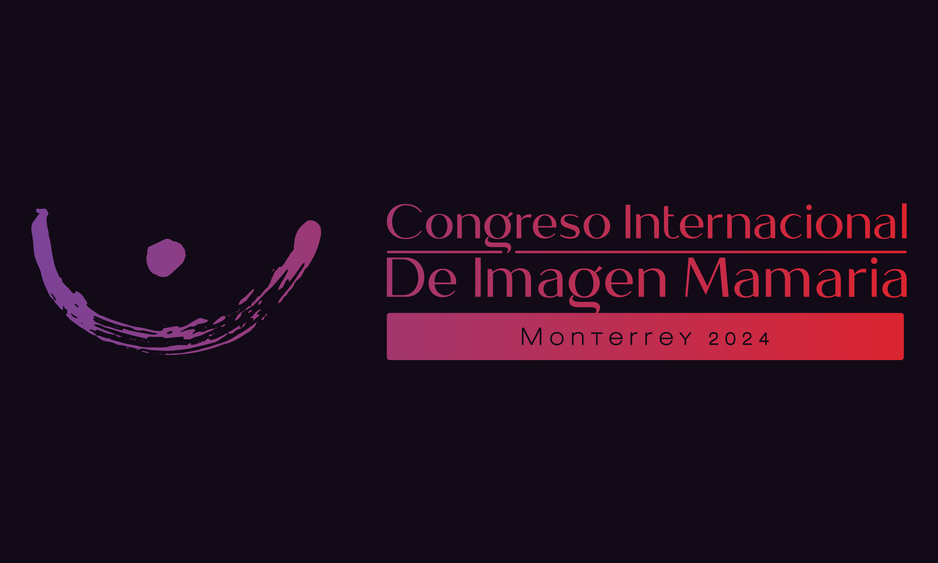 Congreso Internacional
De Imagen Mamaria
Monterrey 2024